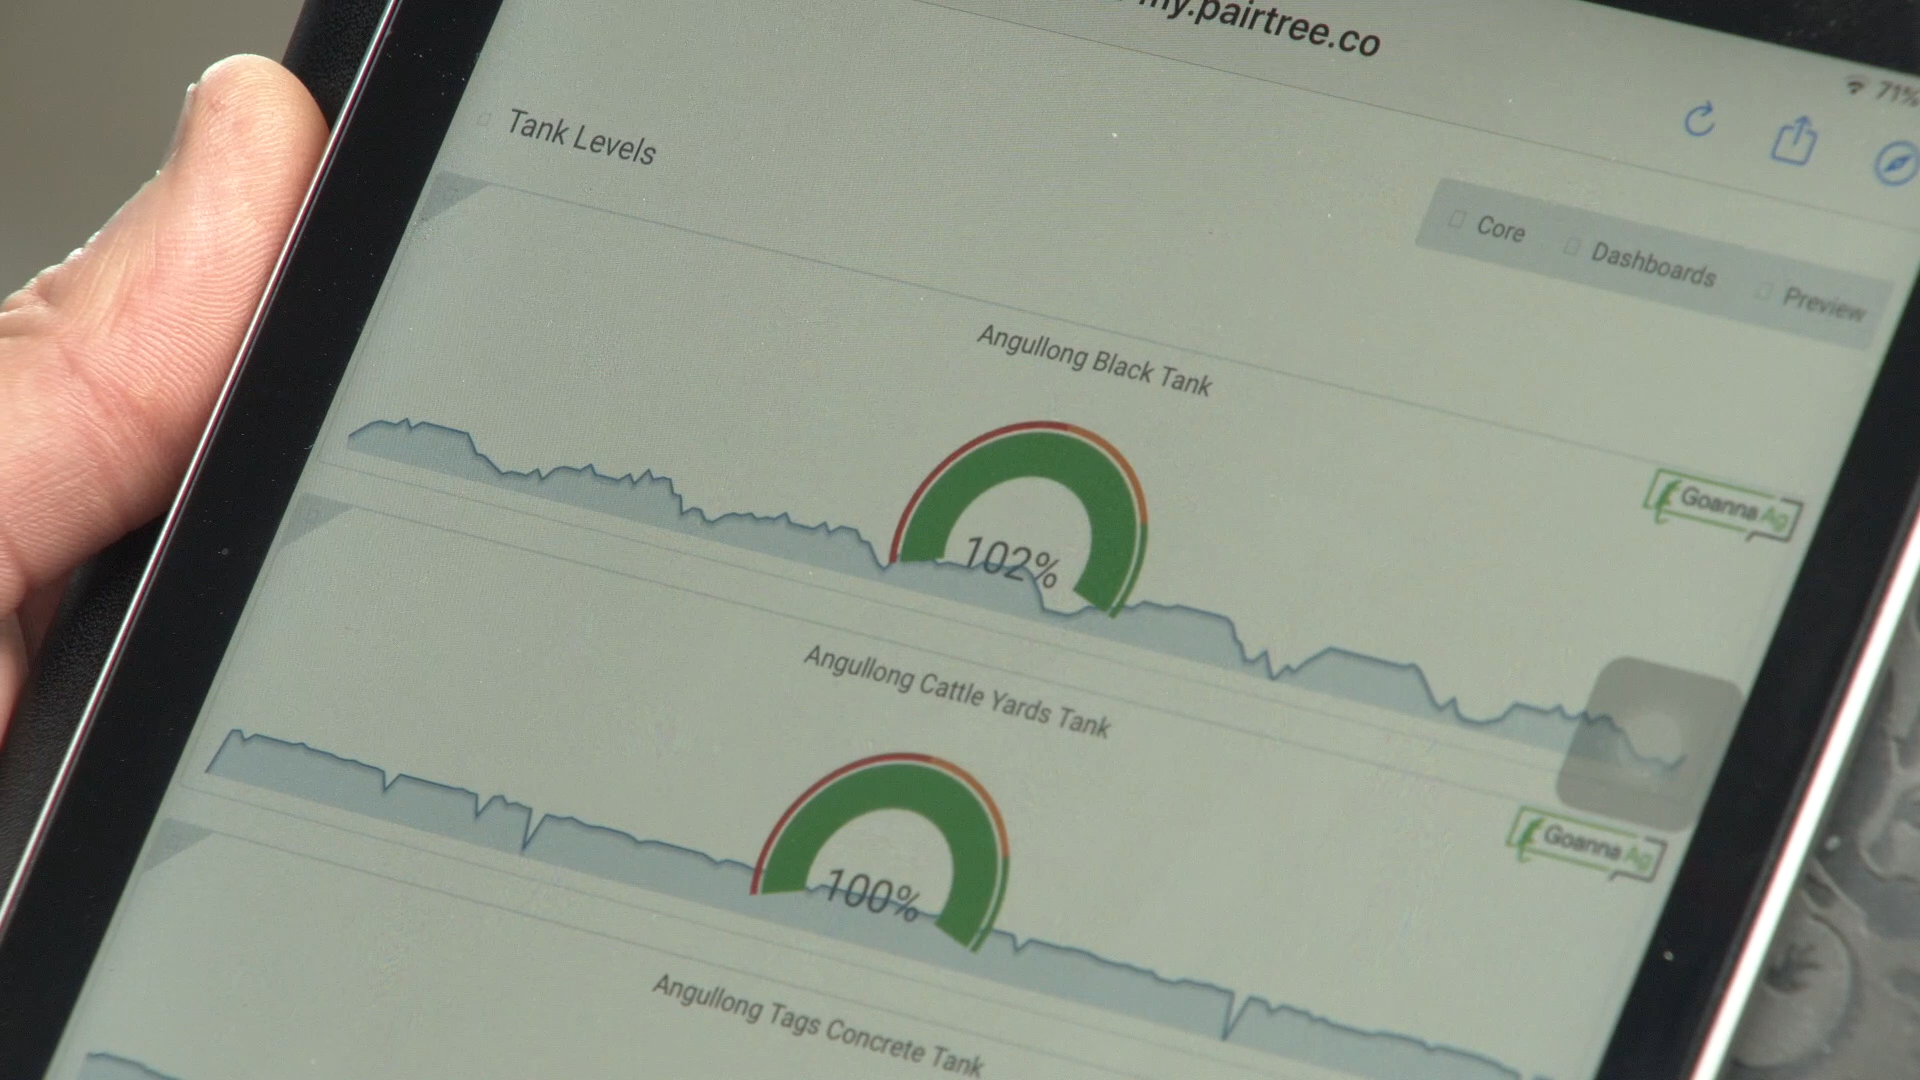 my.pairtree.co
71%
Tank Levels
Core Dashboards Preview
Angullong Black Tank
102%
Goanna Ag
Angullong Cattle Yards Tank
100%
Goanna Ag
Angullong Tags Concrete Tank